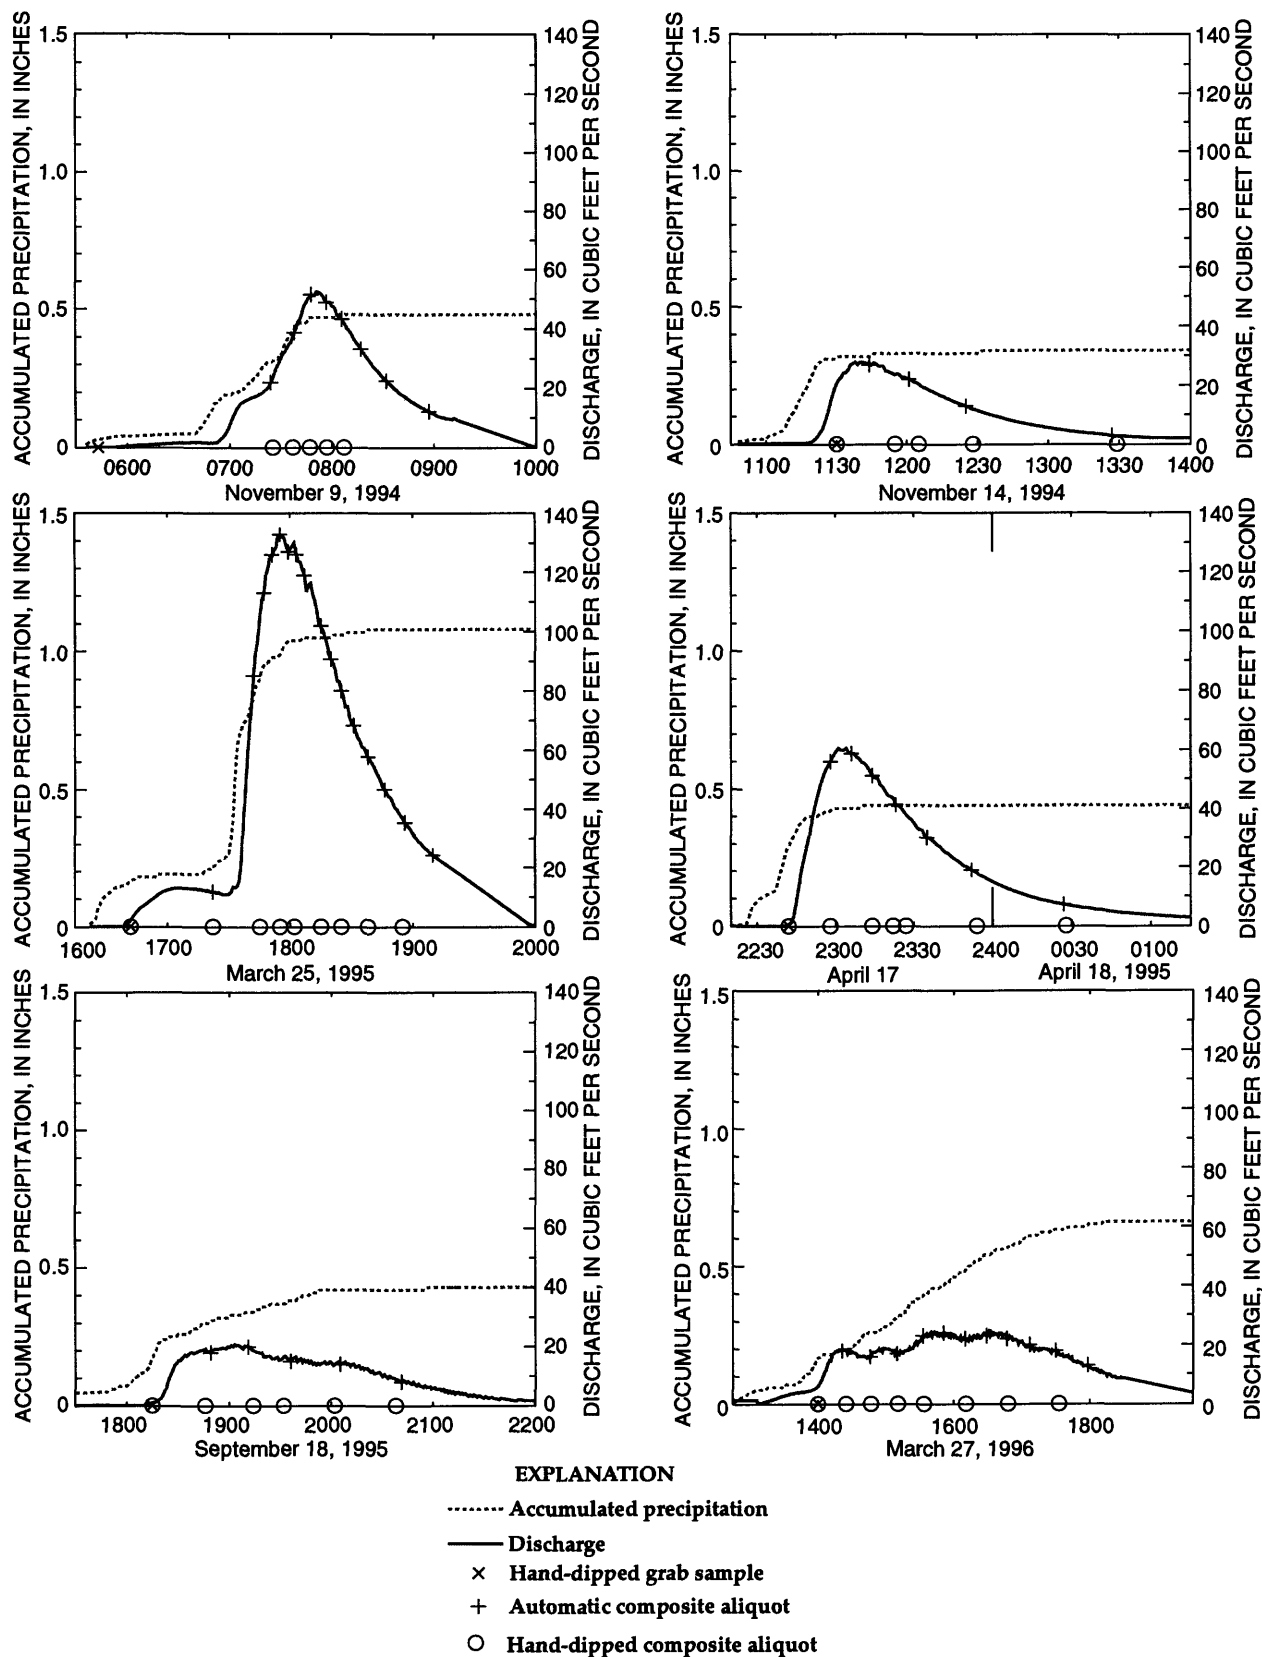 ACCUMULATED PRECIPITATION, IN INCHES
1.5
1.0
0.5
0
0600 0700 0800 0900 1000
November 9, 1994
140
120
100
80
60
40
20
0
DISCHARGE, IN CUBIC FEET PER SECOND
ACCUMULATED PRECIPITATION, IN INCHES
1.5
1.0
0.5
0
1100 1130 1200 1230 1300 1330 1400
November 14, 1994
140
120
100
80
60
40
20
0
DISCHARGE, IN CUBIC FEET PER SECOND
ACCUMULATED PRECIPITATION, IN INCHES
1.5
1.0
0.5
0
1600 1700 1800 1900 2000
March 25, 1995
140
120
100
80
60
40
20
0
DISCHARGE, IN CUBIC FEET PER SECOND
ACCUMULATED PRECIPITATION, IN INCHES
1.5
1.0
0.5
0
2230 2300 2330 2400 0030 0100
April 17 April 18, 1995
140
120
100
80
60
40
20
0
DISCHARGE, IN CUBIC FEET PER SECOND
ACCUMULATED PRECIPITATION, IN INCHES
1.5
1.0
0.5
0
1800 1900 2000 2100 2200
September 18, 1995
140
120
100
80
60
40
20
0
DISCHARGE, IN CUBIC FEET PER SECOND
ACCUMULATED PRECIPITATION, IN INCHES
1.5
1.0
0.5
0
1400 1600 1800
March 27, 1996
140
120
100
80
60
40
20
0
DISCHARGE, IN CUBIC FEET PER SECOND
EXPLANATION
Accumulated precipitation
Discharge
Hand-dipped grab sample
Automatic composite aliquot
Hand-dipped composite aliquot